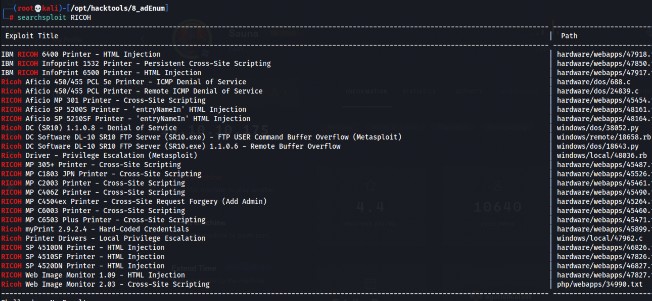 (root kali)-[/opt/hacktools/8_adEnum]
# searchsploit RICOH
Exploit Title | Path
IBM RICOH 6400 Printer - HTML Injection | hardware/webapps/47918.
IBM RICOH Infoprint 1532 Printer - Persistent Cross-Site Scripting | hardware/webapps/47850.
IBM RICOH InfoPrint 6500 Printer - HTML Injection | hardware/webapps/47917.
Ricoh Aficio 450/455 PCL 5e Printer - ICMP Denial of Service | hardware/dos/688.c
Ricoh Aficio 450/455 PCL Printer - Remote ICMP Denial of Service | hardware/dos/24839.c
RICOH Aficio MP 301 Printer - Cross-Site Scripting | hardware/webapps/45454.
RICOH Aficio SP 5200S Printer - 'entryNameIn' HTML Injection | hardware/webapps/48161.
RICOH Aficio SP 5210SF Printer - 'entryNameIn' HTML Injection | hardware/webapps/48164.
Ricoh DC (SR10) 1.1.0.8 - Denial of Service | windows/dos/38052.py
Ricoh DC Software DL-10 SR10 FTP Server (SR10.exe) - FTP USER Command Buffer Overflow (Metasploit) | windows/remote/18658.rb
Ricoh DC Software DL-10 SR10 FTP Server (SR10.exe) 1.1.0.6 - Remote Buffer Overflow | windows/dos/18643.py
Ricoh Driver - Privilege Escalation (Metasploit) | windows/local/48036.rb
RICOH MP 305+ Printer - Cross-Site Scripting | hardware/webapps/45487.
RICOH MP C1803 JPN Printer - Cross-Site Scripting | hardware/webapps/45526.
RICOH MP C2003 Printer - Cross-Site Scripting | hardware/webapps/45461.
RICOH MP C406Z Printer - Cross-Site Scripting | hardware/webapps/45490.
RICOH MP C4504ex Printer - Cross-Site Request Forgery (Add Admin) | hardware/webapps/45264.
RICOH MP C6003 Printer - Cross-Site Scripting | hardware/webapps/45460.
RICOH MP C6503 Plus Printer - Cross-Site Scripting | hardware/webapps/45471.
Ricoh myPrint 2.9.2.4 - Hard-Coded Credentials | hardware/webapps/45899.
Ricoh Printer Drivers - Local Privilege Escalation | windows/local/47962.c
RICOH SP 4510DN Printer - HTML Injection | hardware/webapps/46826.
RICOH SP 4510SF Printer - HTML Injection | hardware/webapps/47826.
RICOH SP 4520DN Printer - HTML Injection | hardware/webapps/46827.
RICOH Web Image Monitor 1.09 - HTML Injection | hardware/webapps/47827.
Ricoh Web Image Monitor 2.03 - Cross-Site Scripting | php/webapps/34990.txt